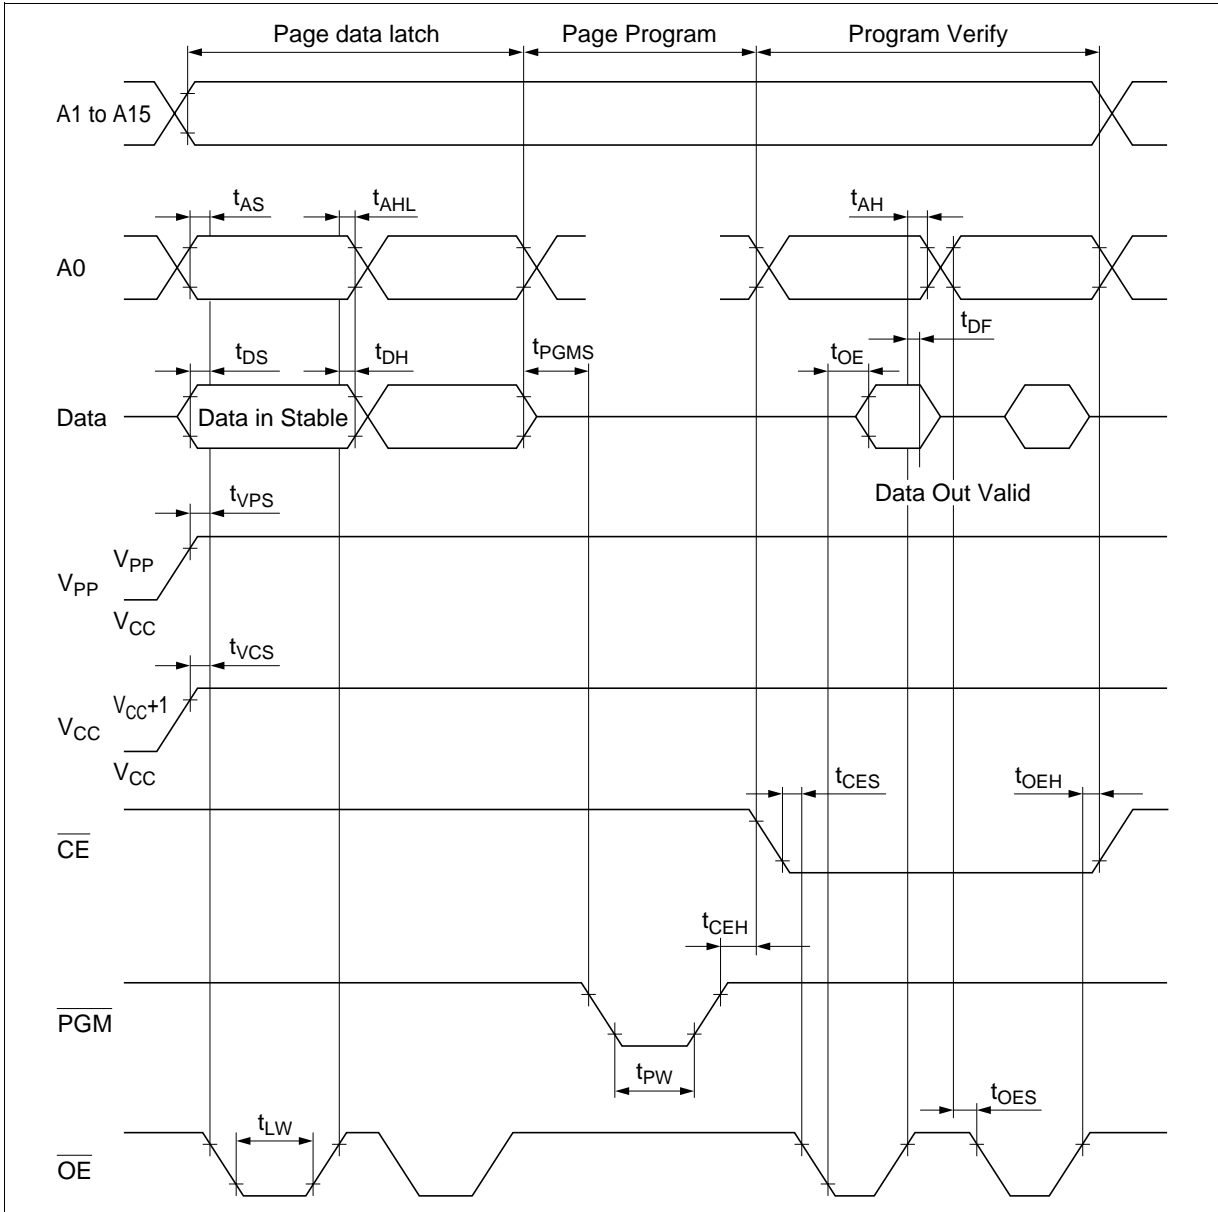 Page data latch Page Program Program Verify
A1 to A15
tAS tAHL tAH
A0
tDS tDH tPGMS tOE tDF
Data Data in Stable
Data Out Valid
tVPS
VPP
VPP
VCC
tVCS
VCC+1
VCC
VCC
tCES tOEH
CE
tCEH
PGM
tPW
tOES
tLW
OE